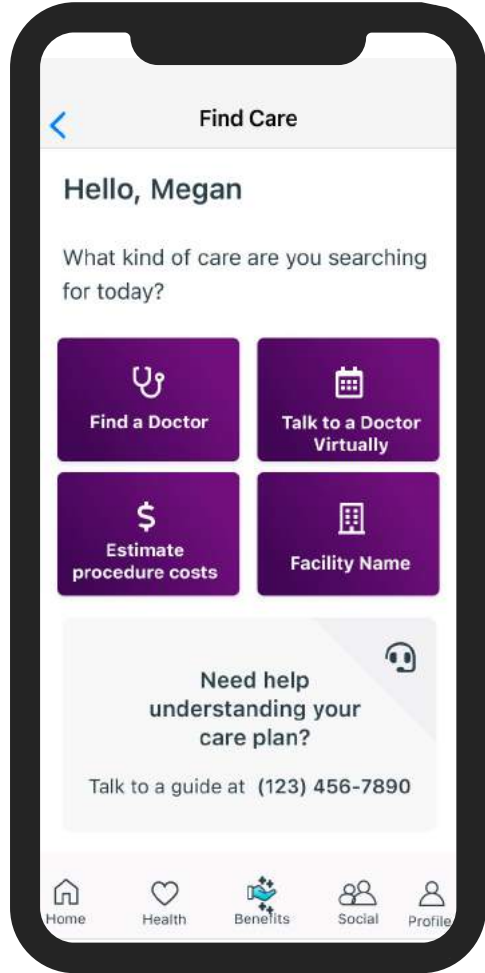 Find Care
Hello, Megan
What kind of care are you searching
for today?
Find a Doctor
Talk to a Doctor
Virtually
Estimate
procedure costs
Facility Name
Need help
understanding your
care plan?
Talk to a guide at (123) 456-7890
Home
Health
Benefits
Social
Profile